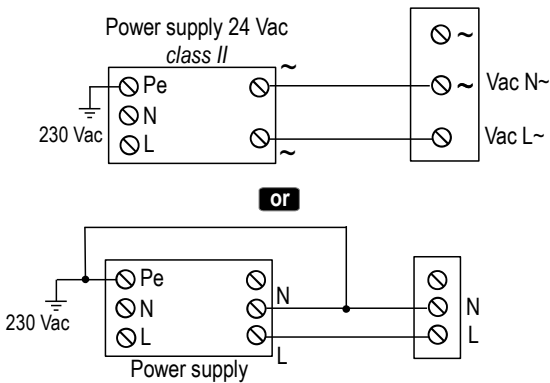 Power supply 24 Vac
class II
~
~
Pe
~
Vac N~
N
230 Vac
L
Vac L~
~
or
Pe
N
N
N
230 Vac
L
L
L
Power supply